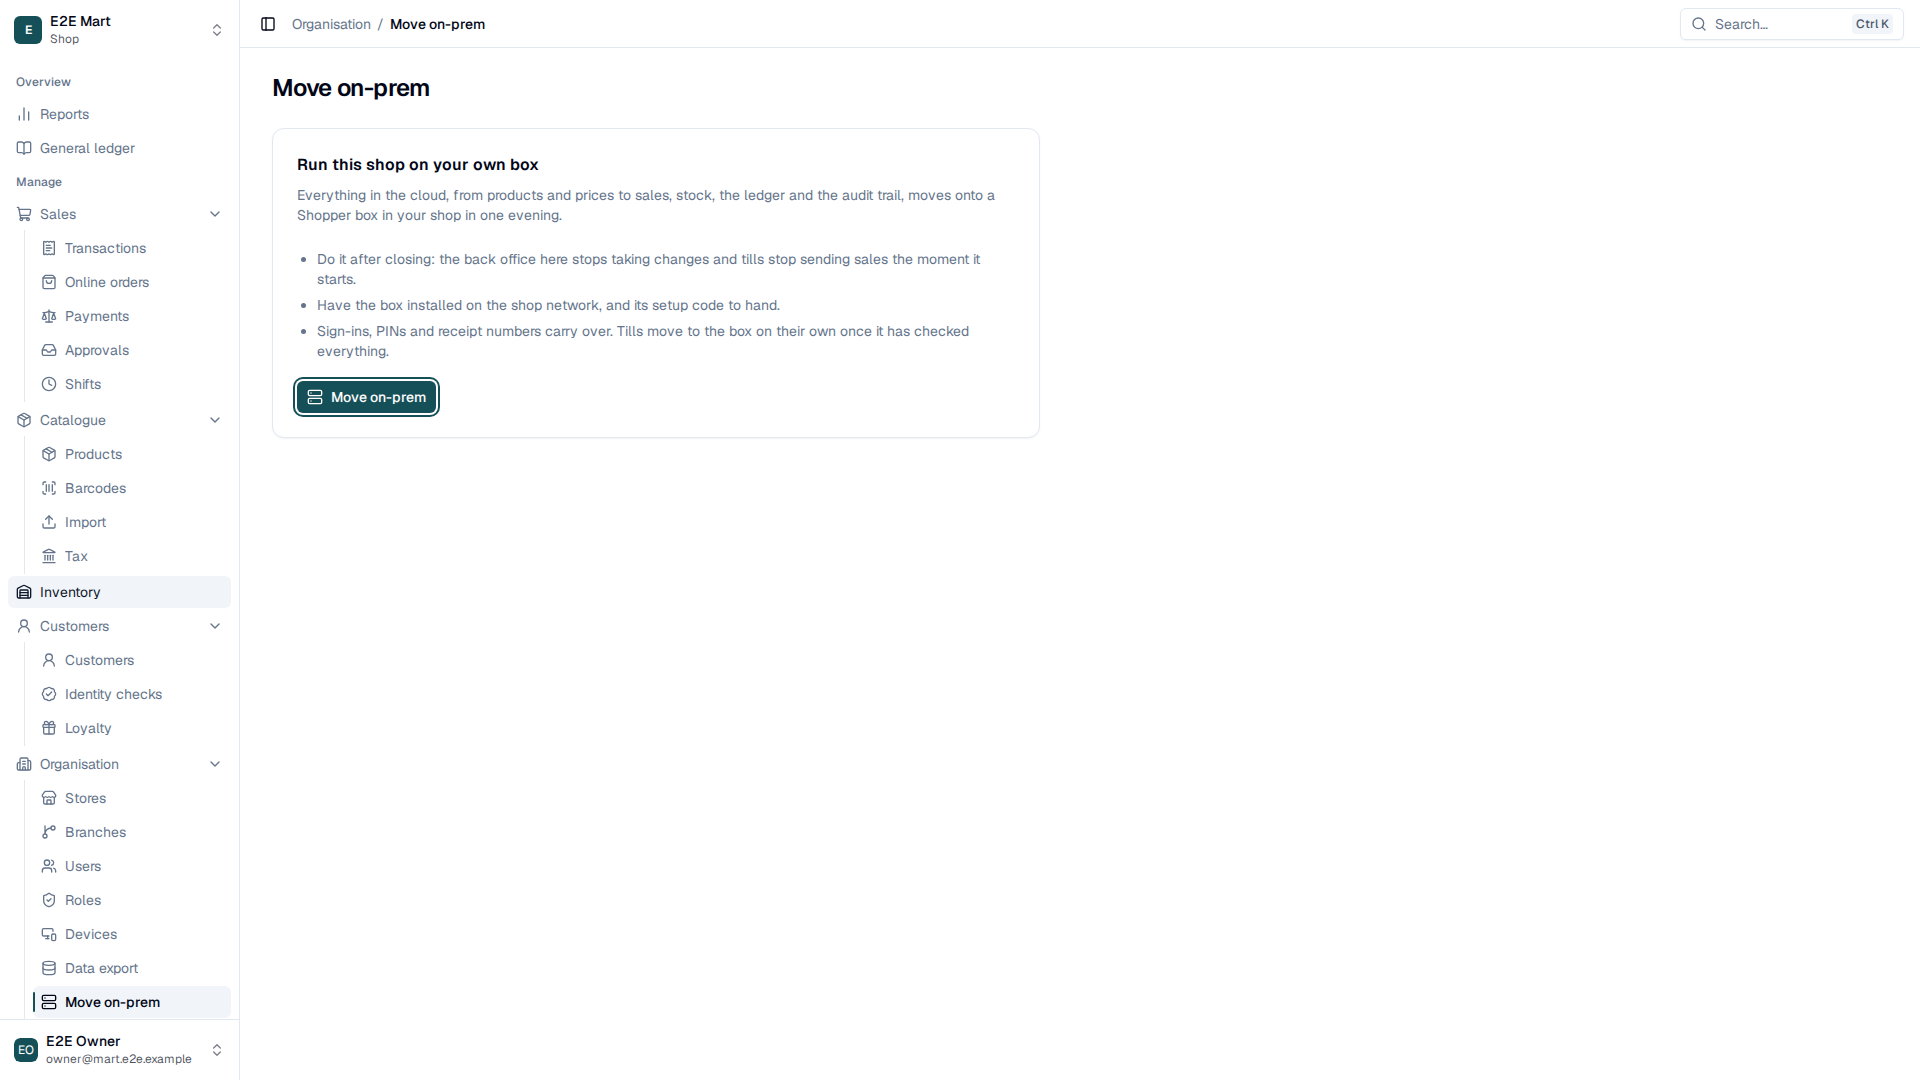 E
E2E Mart
Shop
Overview
Reports
General ledger
Manage
Sales
Transactions
Online orders
Payments
Approvals
Shifts
Catalogue
Products
Barcodes
Import
Tax
Inventory
Customers
Customers
Identity checks
Loyalty
Organisation
Stores
Branches
Users
Roles
Devices
Data export
Move on-prem
EO
E2E Owner
owner@mart.e2e.example
Organisation / Move on-prem
Search...
Ctrl K
Move on-prem
Run this shop on your own box
Everything in the cloud, from products and prices to sales, stock, the ledger and the audit trail, moves onto a
Shopper box in your shop in one evening.
• Do it after closing: the back office here stops taking changes and tills stop sending sales the moment it
starts.
• Have the box installed on the shop network, and its setup code to hand.
• Sign-ins, PINs and receipt numbers carry over. Tills move to the box on their own once it has checked
everything.
Move on-prem